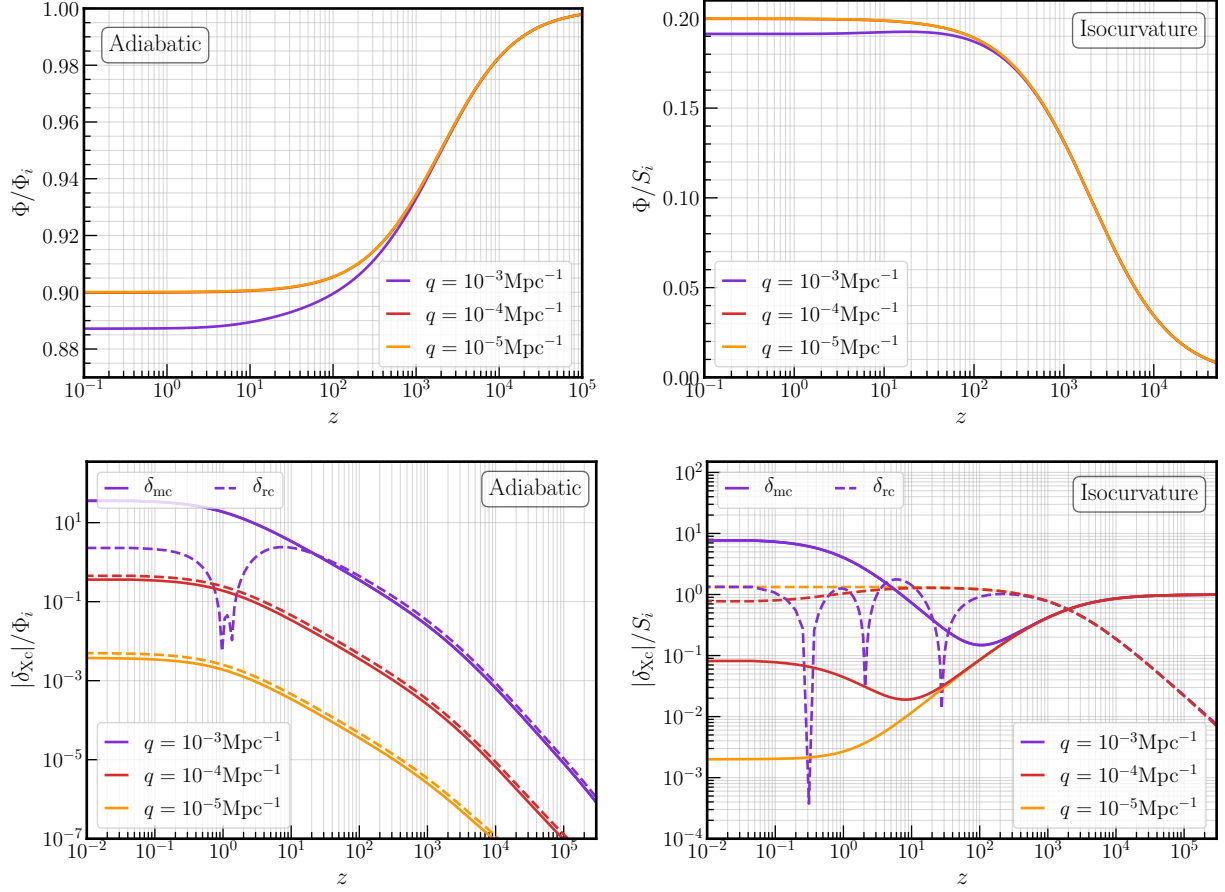 Adiabatic
1.00
0.98
0.96
0.94
0.92
0.90
0.88
Φ/Φ_i
q = 10^{-3}Mpc^{-1}
q = 10^{-4}Mpc^{-1}
q = 10^{-5}Mpc^{-1}
10^{-1} 10^0 10^1 10^2 10^3 10^4 10^5
z
Isocurvature
0.20
0.15
0.10
0.05
0.00
Φ/S_i
q = 10^{-3}Mpc^{-1}
q = 10^{-4}Mpc^{-1}
q = 10^{-5}Mpc^{-1}
10^{-1} 10^0 10^1 10^2 10^3 10^4
z
δ_mc δ_rc
Adiabatic
10^1
10^{-1}
10^{-3}
10^{-5}
10^{-7}
|δ_Xc|/Φ_i
q = 10^{-3}Mpc^{-1}
q = 10^{-4}Mpc^{-1}
q = 10^{-5}Mpc^{-1}
10^{-2} 10^{-1} 10^0 10^1 10^2 10^3 10^4 10^5
z
δ_mc δ_rc
Isocurvature
10^2
10^1
10^0
10^{-1}
10^{-2}
10^{-3}
10^{-4}
|δ_Xc|/S_i
q = 10^{-3}Mpc^{-1}
q = 10^{-4}Mpc^{-1}
q = 10^{-5}Mpc^{-1}
10^{-2} 10^{-1} 10^0 10^1 10^2 10^3 10^4 10^5
z